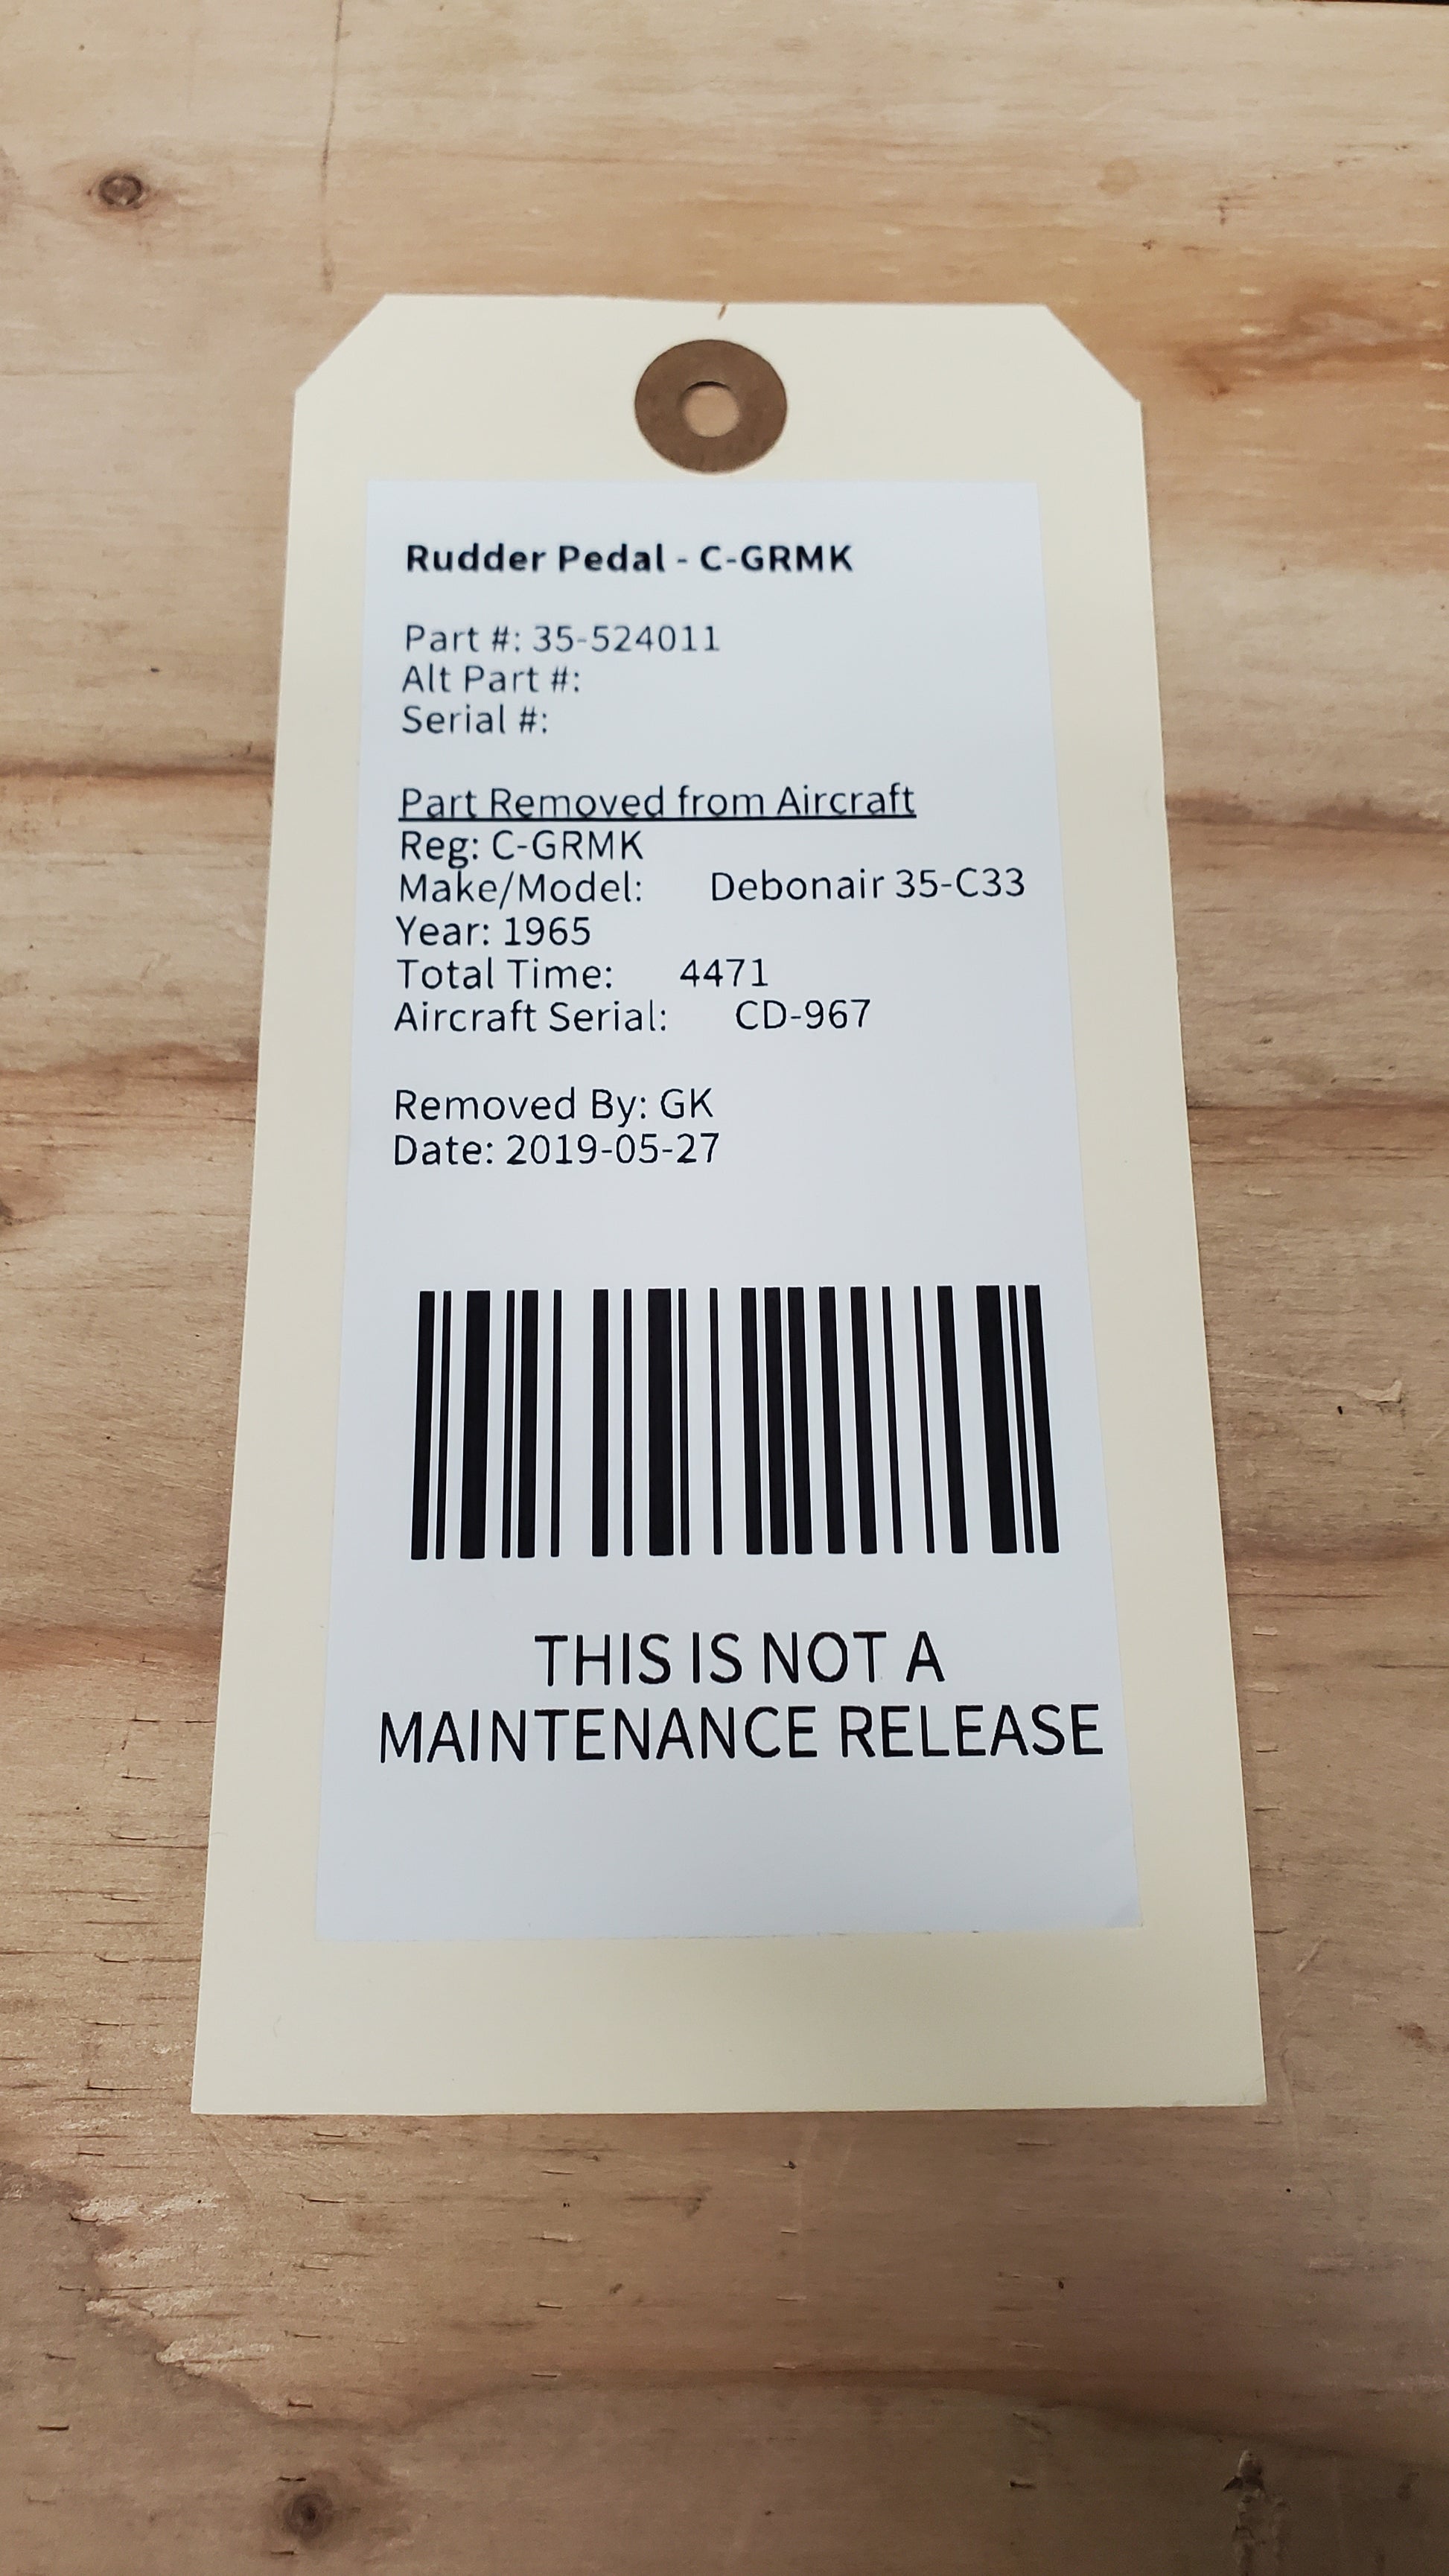 Rudder Pedal - C-GRMK
Part #: 35-524011
Alt Part #:
Serial #:
Part Removed from Aircraft
Reg: C-GRMK
Make/Model: Debonair 35-C33
Year: 1965
Total Time: 4471
Aircraft Serial: CD-967
Removed By: GK
Date: 2019-05-27
THIS IS NOT A
MAINTENANCE RELEASE